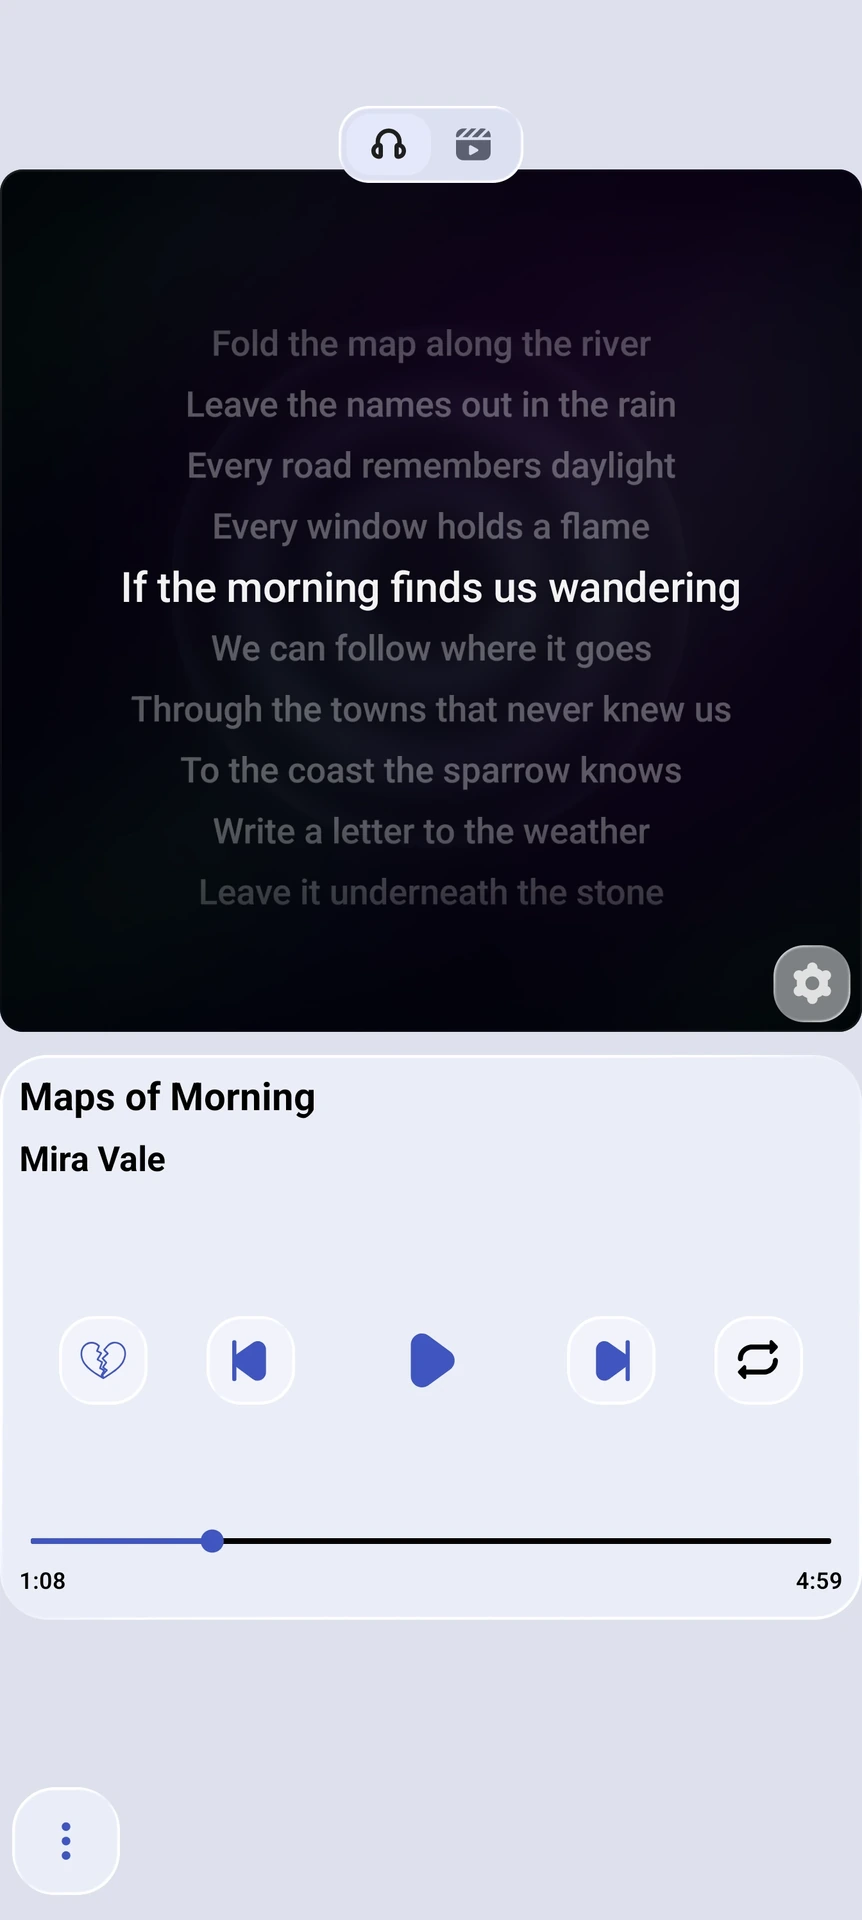 Fold the map along the river
Leave the names out in the rain
Every road remembers daylight
Every window holds a flame
If the morning finds us wandering
We can follow where it goes
Through the towns that never knew us
To the coast the sparrow knows
Write a letter to the weather
Leave it underneath the stone
Maps of Morning
Mira Vale
1:08
4:59